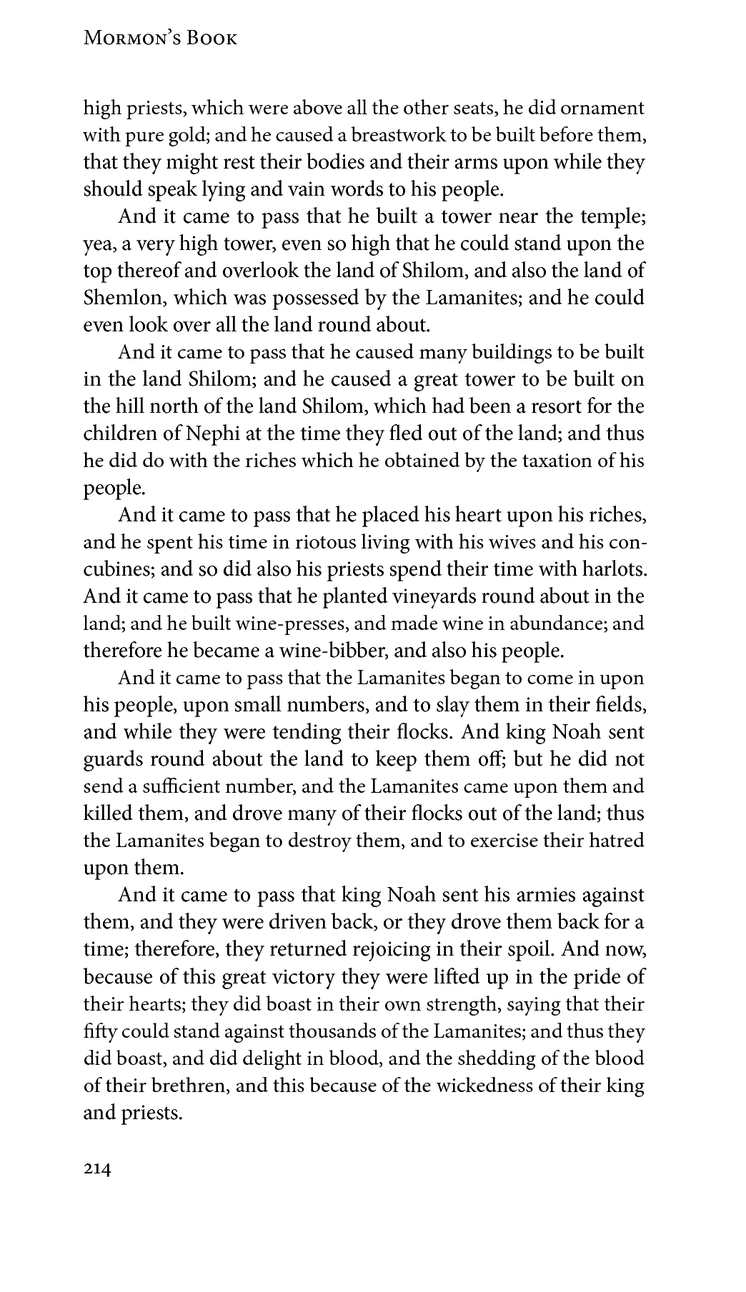 Mormon’s Book
high priests, which were above all the other seats, he did ornament
with pure gold; and he caused a breastwork to be built before them,
that they might rest their bodies and their arms upon while they
should speak lying and vain words to his people.
And it came to pass that he built a tower near the temple;
yea, a very high tower, even so high that he could stand upon the
top thereof and overlook the land of Shilom, and also the land of
Shemlon, which was possessed by the Lamanites; and he could
even look over all the land round about.
And it came to pass that he caused many buildings to be built
in the land Shilom; and he caused a great tower to be built on
the hill north of the land Shilom, which had been a resort for the
children of Nephi at the time they fled out of the land; and thus
he did do with the riches which he obtained by the taxation of his
people.
And it came to pass that he placed his heart upon his riches,
and he spent his time in riotous living with his wives and his con-
cubines; and so did also his priests spend their time with harlots.
And it came to pass that he planted vineyards round about in the
land; and he built wine-presses, and made wine in abundance; and
therefore he became a wine-bibber, and also his people.
And it came to pass that the Lamanites began to come in upon
his people, upon small numbers, and to slay them in their fields,
and while they were tending their flocks. And king Noah sent
guards round about the land to keep them off; but he did not
send a sufficient number, and the Lamanites came upon them and
killed them, and drove many of their flocks out of the land; thus
the Lamanites began to destroy them, and to exercise their hatred
upon them.
And it came to pass that king Noah sent his armies against
them, and they were driven back, or they drove them back for a
time; therefore, they returned rejoicing in their spoil. And now,
because of this great victory they were lifted up in the pride of
their hearts; they did boast in their own strength, saying that their
fifty could stand against thousands of the Lamanites; and thus they
did boast, and did delight in blood, and the shedding of the blood
of their brethren, and this because of the wickedness of their king
and priests.
214